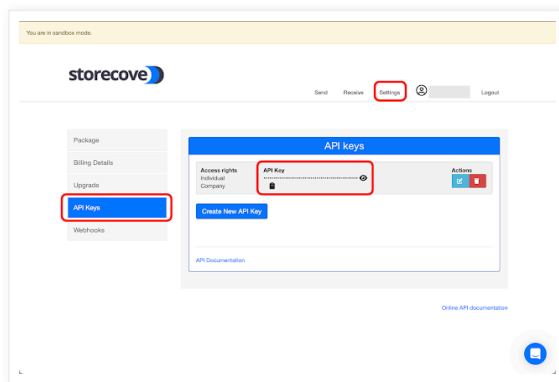 You are in sandbox mode.
storecove
Send Receive Settings Logout
Package
Billing Details
Upgrade
API Keys
Webhooks
API keys
Access rights API Key Actions
Individual
Company
Create New API Key
API Documentation
Online API documentation